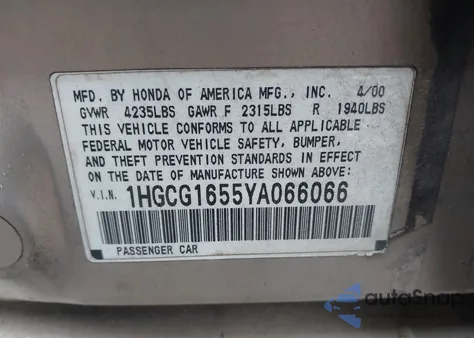 MFD. BY HONDA OF AMERICA MFG., INC. 4/00
GVWR 4235LBS GAWR F 2315LBS R 1940LBS
THIS VEHICLE CONFORMS TO ALL APPLICABLE
FEDERAL MOTOR VEHICLE SAFETY, BUMPER,
AND THEFT PREVENTION STANDARDS IN EFFECT
ON THE DATE OF MANUFACTURE SHOWN ABOVE:
V.I.N. 1HGCG1655YA066066
PASSENGER CAR
autoSnap